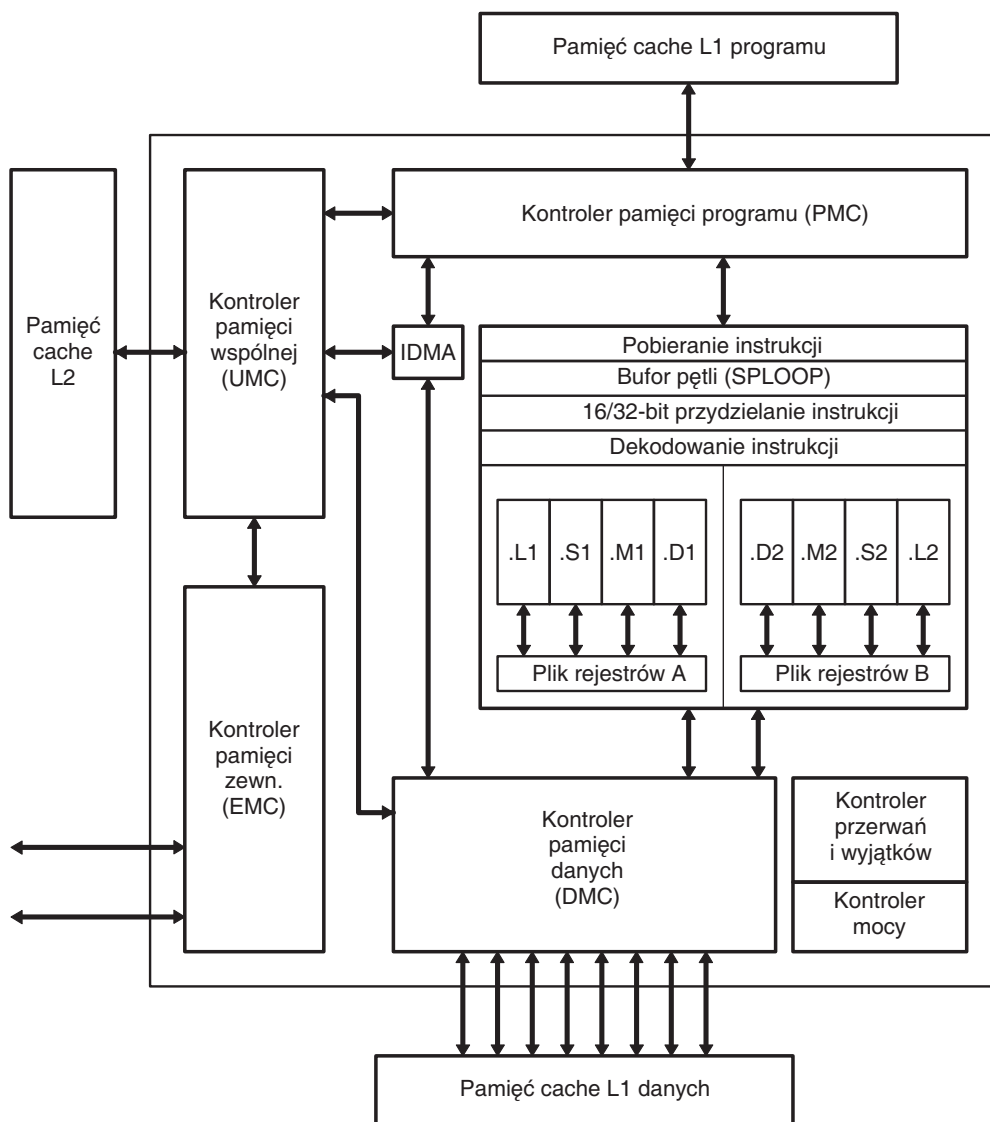 Pamięć cache L1 programu
Kontroler pamięci programu (PMC)
Pamięć
cache
L2
Kontroler
pamięci
wspólnej
(UMC)
IDMA
Pobieranie instrukcji
Bufor pętli (SPLOOP)
16/32-bit przydzielanie instrukcji
Dekodowanie instrukcji
.L1 .S1 .M1 .D1 .D2 .M2 .S2 .L2
Plik rejestrów A Plik rejestrów B
Kontroler
pamięci
zewn.
(EMC)
Kontroler
pamięci
danych
(DMC)
Kontroler
przerwań
i wyjątków
Kontroler
mocy
Pamięć cache L1 danych